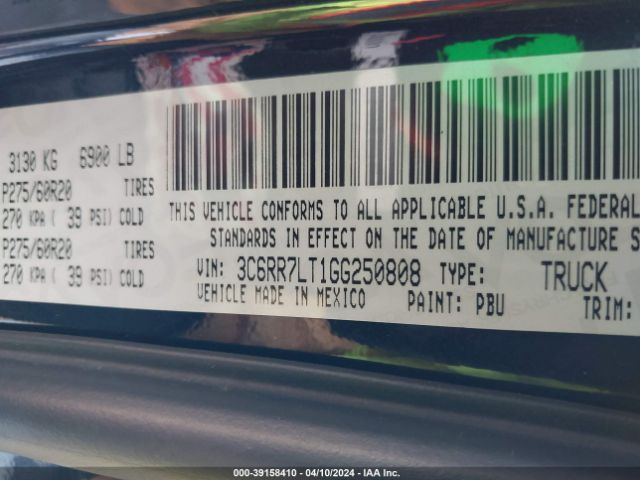 3130 KG 6900 LB
P275/60R20 TIRES
270 KPA ( 39 PSI) COLD
P275/60R20 TIRES
270 KPA ( 39 PSI) COLD
THIS VEHICLE CONFORMS TO ALL APPLICABLE U.S.A. FEDERAL
STANDARDS IN EFFECT ON THE DATE OF MANUFACTURE S
VIN: 3C6RR7LT1GG250808 TYPE: TRUCK
VEHICLE MADE IN MEXICO PAINT: PBU TRIM:
000-39158410 - 04/10/2024 - IAA Inc.